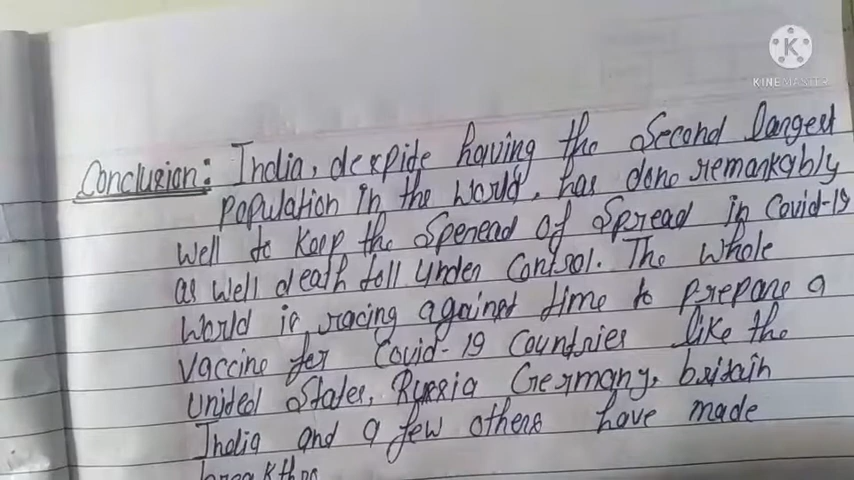 KINEMASTER
Conclusion: India, despite having the Second largest
population in the World, has done remarkably
well to keep the Spread of Spread in Covid-19
as well death toll under Control. The whole
World is racing against time to prepare a
vaccine for Covid-19 Countries like the
United States, Russia Germany, britain
India and a few others have made